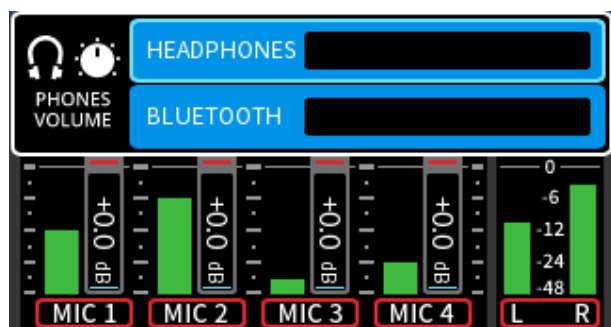 HEADPHONES
PHONES
VOLUME
BLUETOOTH
+0.0 dB
+0.0 dB
+0.0 dB
+0.0 dB
0
-6
-12
-24
-48
MIC 1 MIC 2 MIC 3 MIC 4 L R